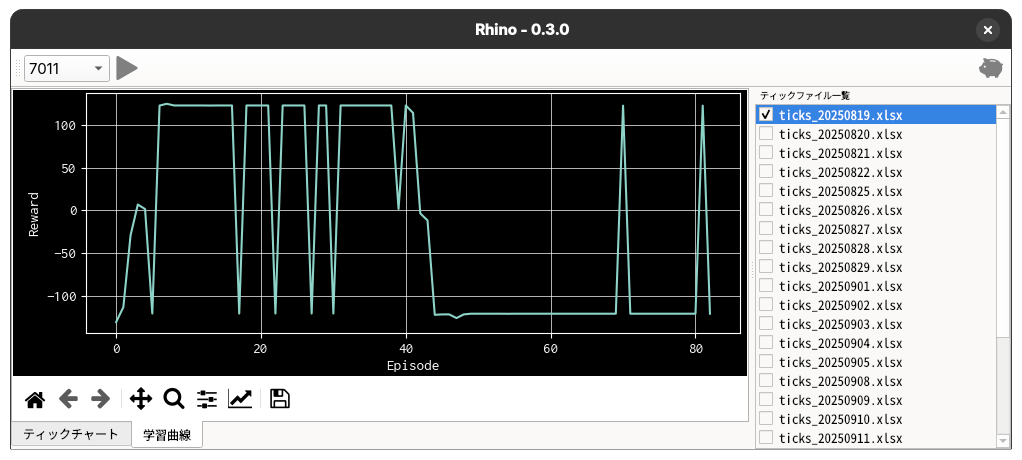 Rhino - 0.3.0
7011
100
50
0
−50
−100
Reward
0
20
40
60
80
Episode
ティックチャート
学習曲線
ティックファイル一覧
ticks_20250819.xlsx
ticks_20250820.xlsx
ticks_20250821.xlsx
ticks_20250822.xlsx
ticks_20250825.xlsx
ticks_20250826.xlsx
ticks_20250827.xlsx
ticks_20250828.xlsx
ticks_20250829.xlsx
ticks_20250901.xlsx
ticks_20250902.xlsx
ticks_20250903.xlsx
ticks_20250904.xlsx
ticks_20250905.xlsx
ticks_20250908.xlsx
ticks_20250909.xlsx
ticks_20250910.xlsx
ticks_20250911.xlsx